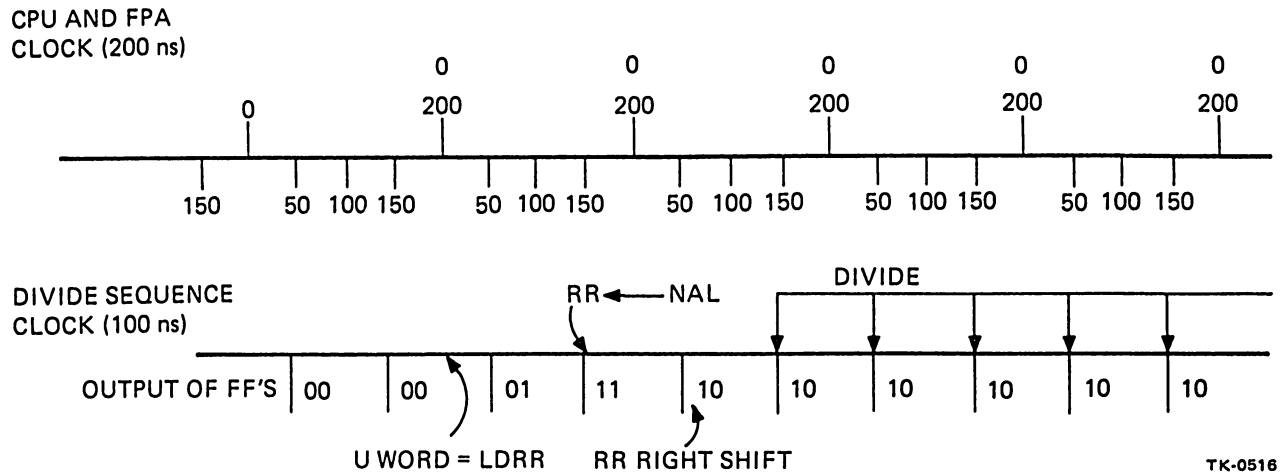 CPU AND FPA
CLOCK (200 ns)
0 0 0 0 0
0 200 200 200 200 200
150 50 100 150 50 100 150 50 100 150 50 100 150 50 100 150
DIVIDE SEQUENCE
CLOCK (100 ns)
RR NAL
DIVIDE
OUTPUT OF FF'S 00 00 01 11 10 10 10 10 10 10
U WORD = LDRR RR RIGHT SHIFT
TK-0516